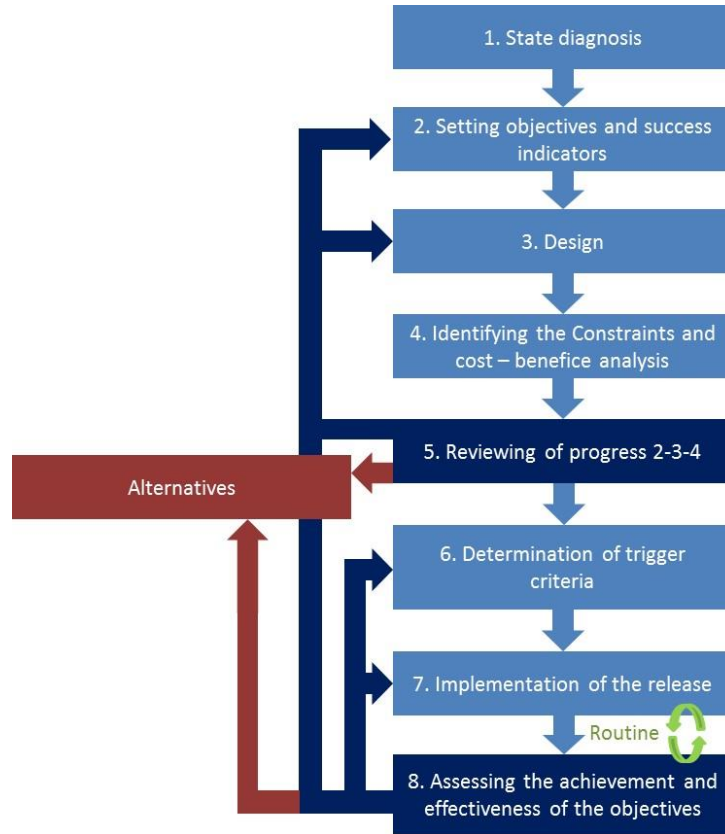 1. State diagnosis
2. Setting objectives and success
indicators
3. Design
4. Identifying the Constraints and
cost – benefice analysis
5. Reviewing of progress 2-3-4
Alternatives
6. Determination of trigger
criteria
7. Implementation of the release
Routine
8. Assessing the achievement and
effectiveness of the objectives